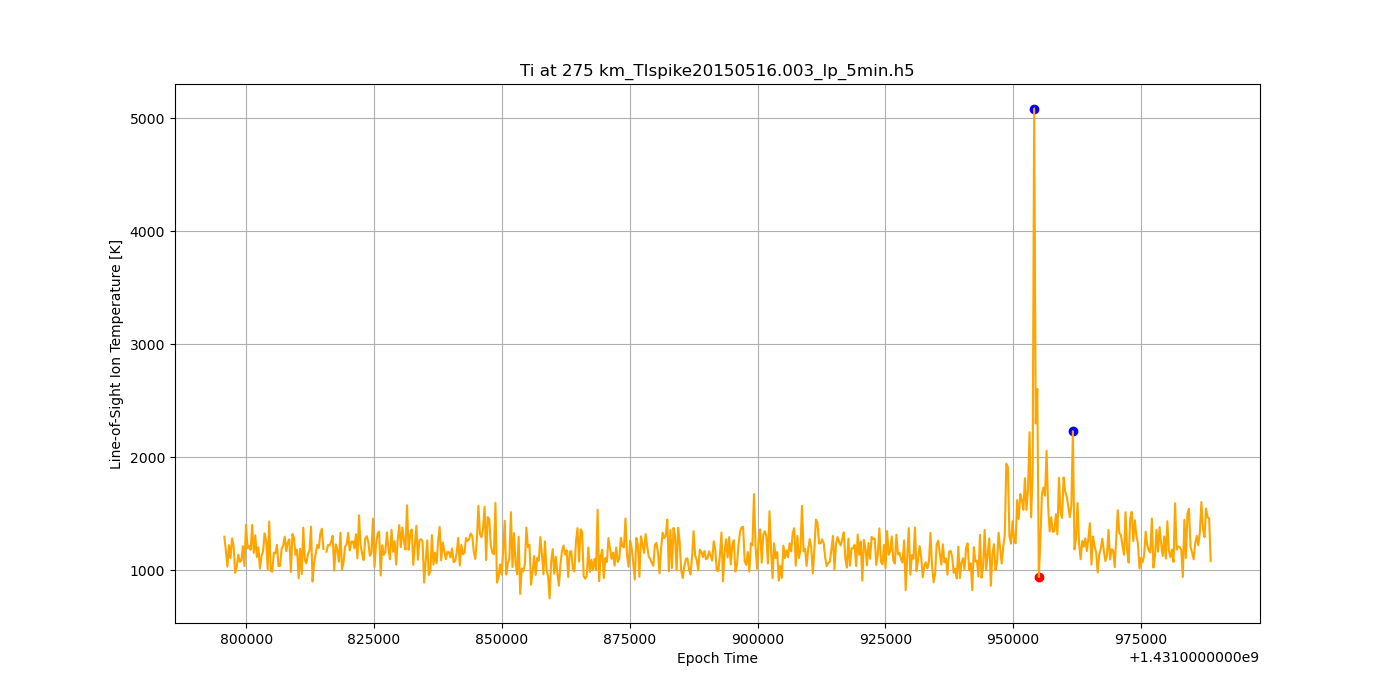 Ti at 275 km_TIspike20150516.003_lp_5min.h5
Line-of-Sight Ion Temperature [K]
5000
4000
3000
2000
1000
800000 825000 850000 875000 900000 925000 950000 975000
Epoch Time
+1.4310000000e9